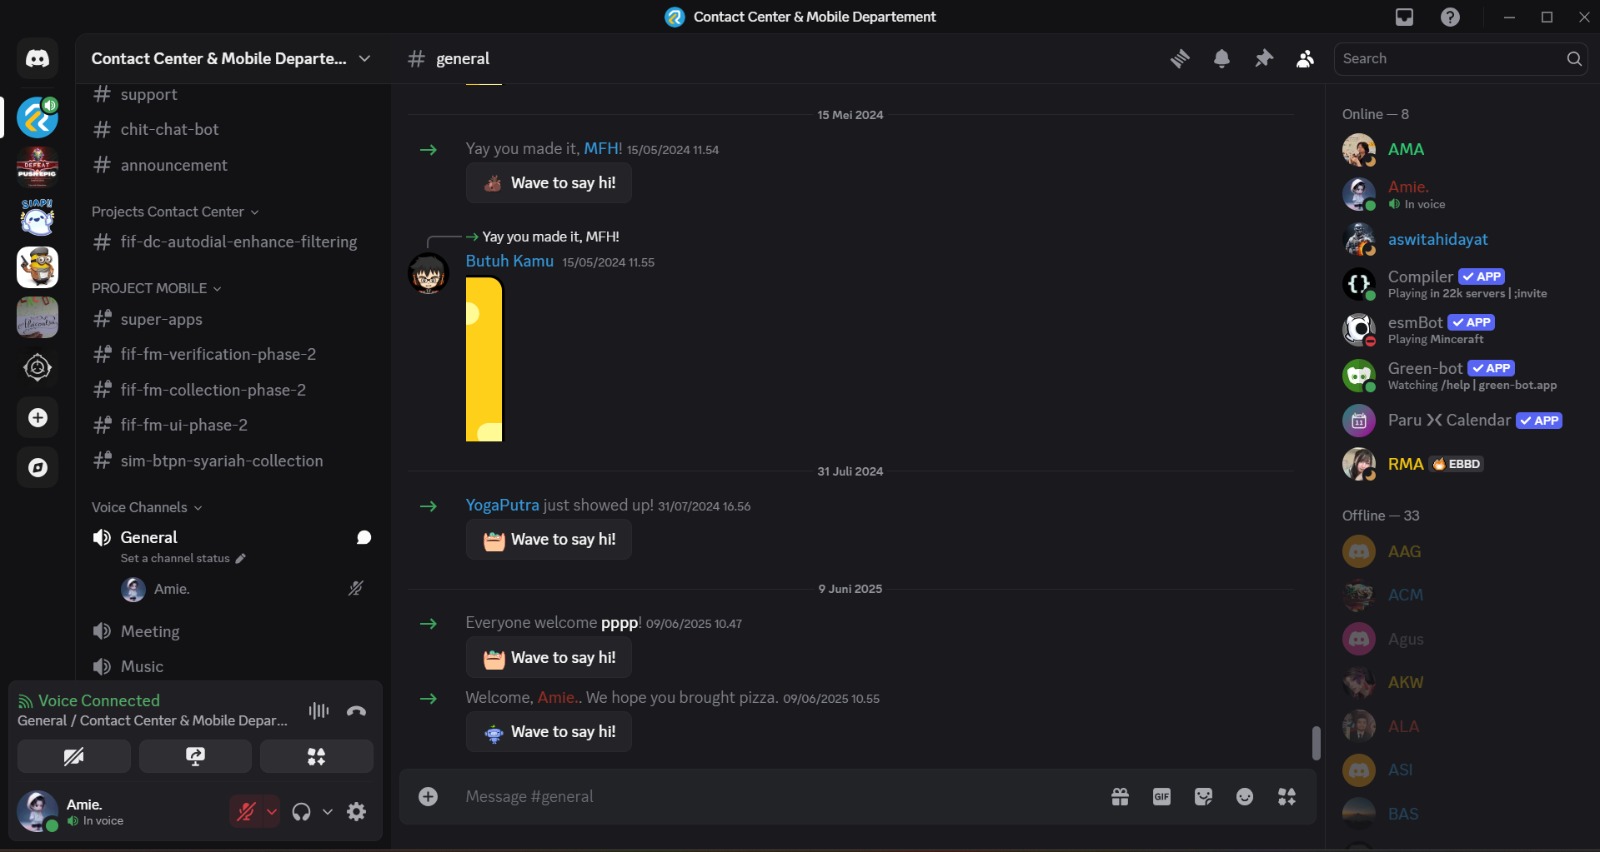 Contact Center & Mobile Departement
Contact Center & Mobile Departe...
general
Search
support
chit-chat-bot
announcement
Projects Contact Center
fif-dc-autodial-enhance-filtering
PROJECT MOBILE
super-apps
fif-fm-verification-phase-2
fif-fm-collection-phase-2
fif-fm-ui-phase-2
sim-btpn-syariah-collection
Voice Channels
General
Set a channel status
Amie.
Meeting
Music
Voice Connected
General / Contact Center & Mobile Depar...
Amie.
In voice
15 Mei 2024
Yay you made it, MFH! 15/05/2024 11.54
Wave to say hi!
Yay you made it, MFH!
Butuh Kamu 15/05/2024 11.55
31 Juli 2024
YogaPutra just showed up! 31/07/2024 16.56
Wave to say hi!
9 Juni 2025
Everyone welcome pppp! 09/06/2025 10.47
Wave to say hi!
Welcome, Amie.. We hope you brought pizza. 09/06/2025 10.55
Wave to say hi!
Message #general
GIF
Online — 8
AMA
Amie.
In voice
aswitahidayat
Compiler APP
Playing in 22k servers | ;invite
esmBot APP
Playing Minceraft
Green-bot APP
Watching /help | green-bot.app
Paru X Calendar APP
RMA EBBD
Offline — 33
AAG
ACM
Agus
AKW
ALA
ASI
BAS
DEFEAT
SIAP!!